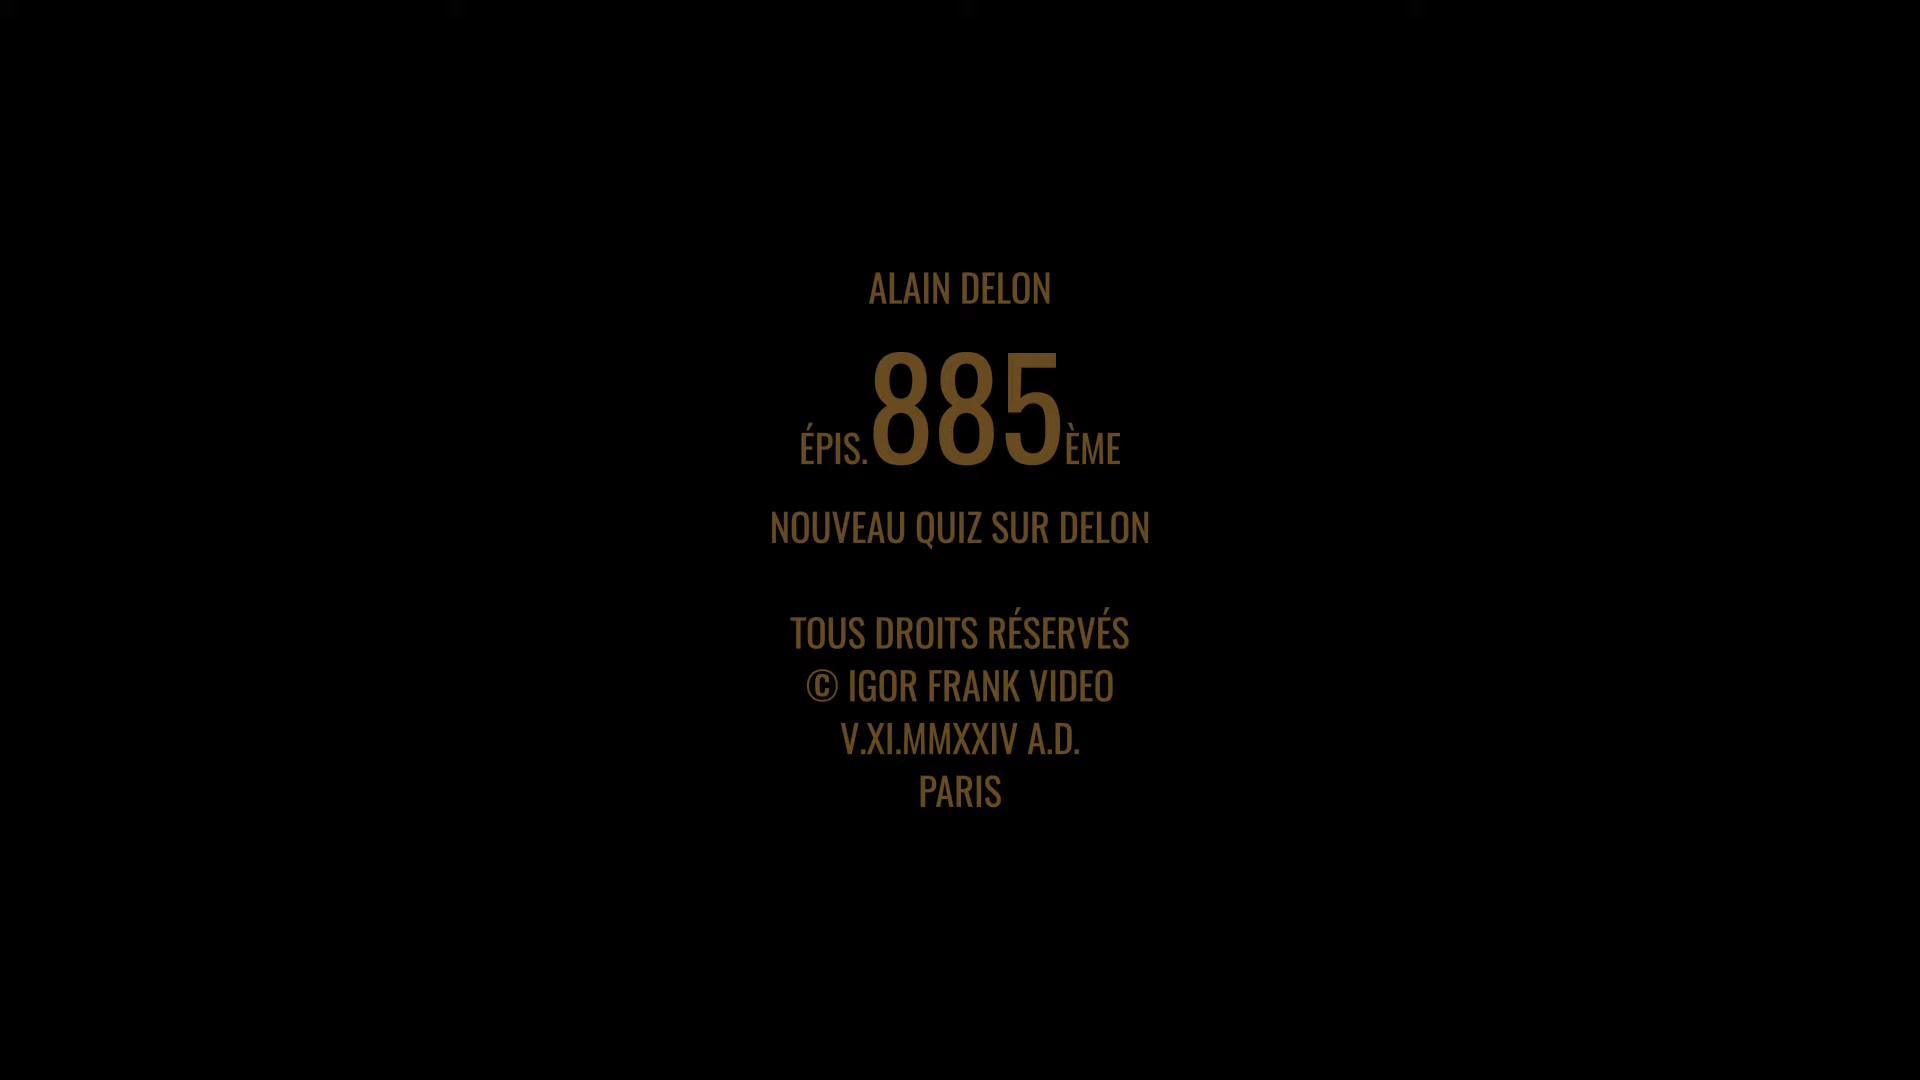 ALAIN DELON
ÉPIS.885ÈME
NOUVEAU QUIZ SUR DELON
TOUS DROITS RÉSERVÉS
© IGOR FRANK VIDEO
V.XI.MMXXIV A.D.
PARIS